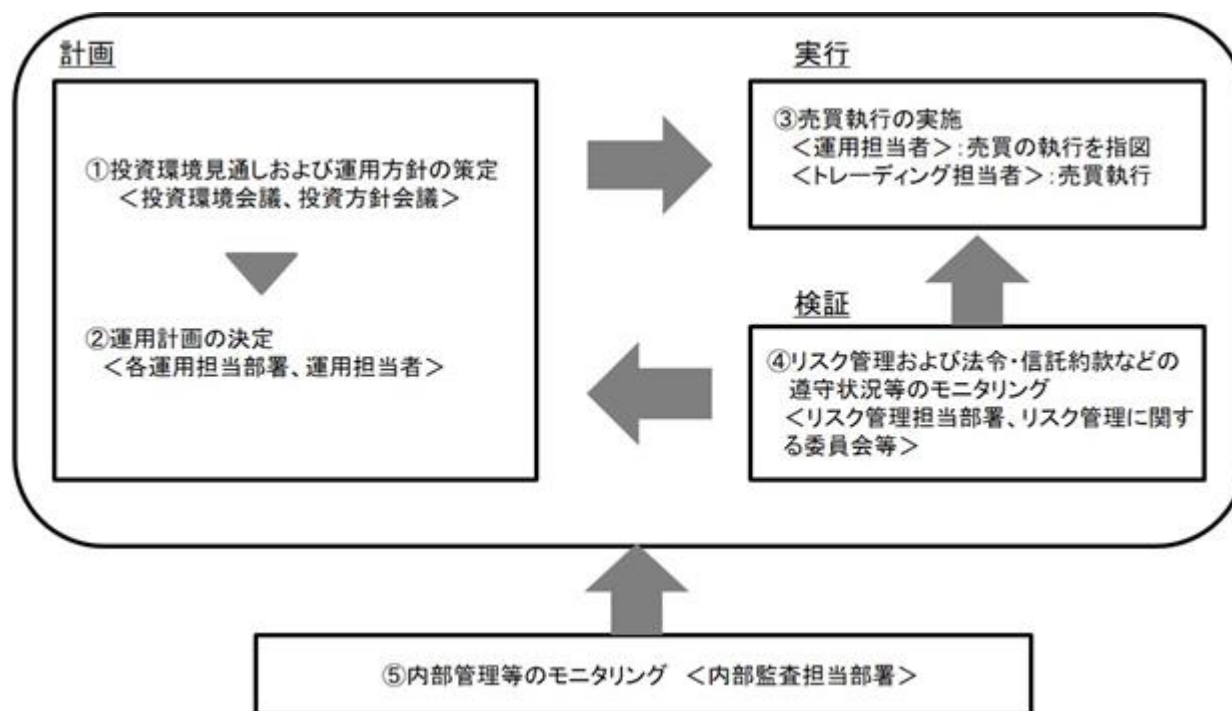 計画
①投資環境見通しおよび運用方針の策定
＜投資環境会議、投資方針会議＞
②運用計画の決定
＜各運用担当部署、運用担当者＞
実行
③売買執行の実施
＜運用担当者＞：売買の執行を指図
＜トレーディング担当者＞：売買執行
検証
④リスク管理および法令・信託約款などの
遵守状況等のモニタリング
＜リスク管理担当部署、リスク管理に関す
る委員会等＞
⑤内部管理等のモニタリング ＜内部監査担当部署＞